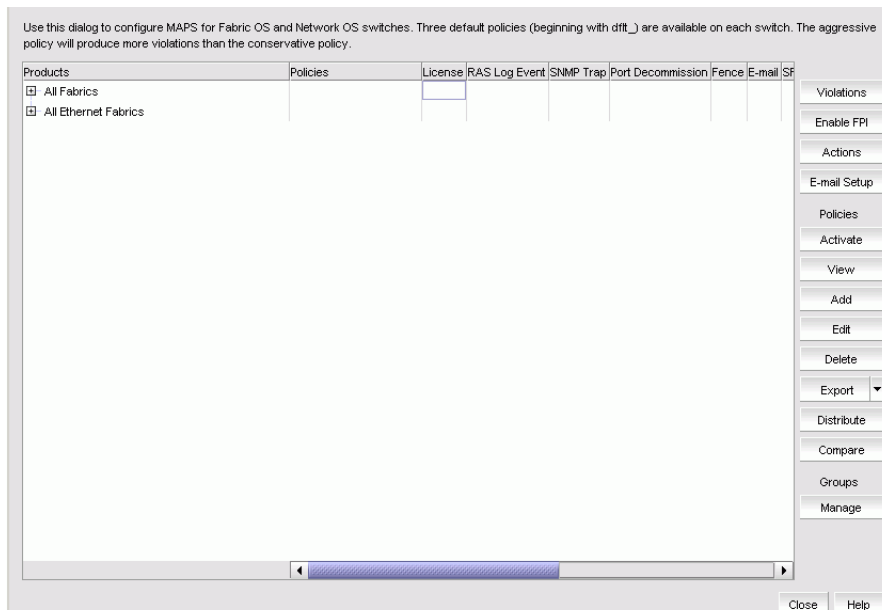 Use this dialog to configure MAPS for Fabric OS and Network OS switches. Three default policies (beginning with dflt_) are available on each switch. The aggressive
policy will produce more violations than the conservative policy.
Products Policies License RAS Log Event SNMP Trap Port Decommission Fence E-mail SF
All Fabrics
All Ethernet Fabrics
Violations
Enable FPI
Actions
E-mail Setup
Policies
Activate
View
Add
Edit
Delete
Export
Distribute
Compare
Groups
Manage
Close Help